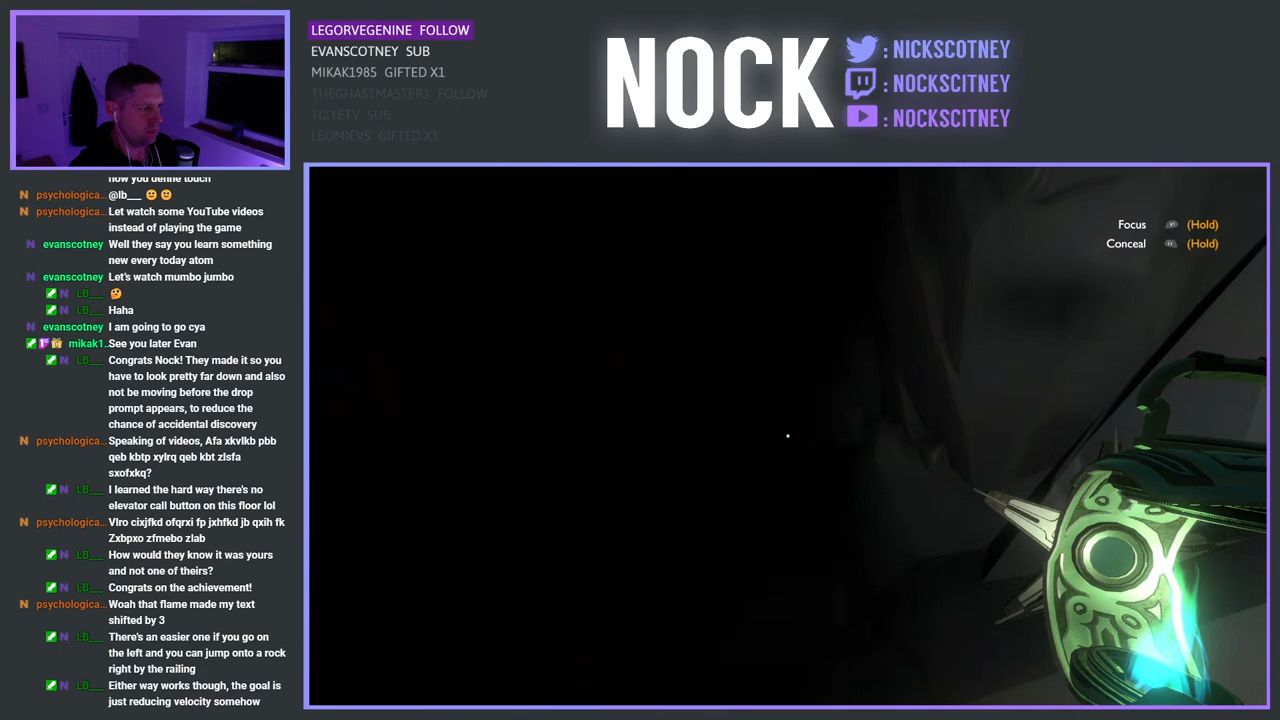 LEGORVEGENINE FOLLOW
EVANSCOTNEY SUB
MIKAK1985 GIFTED X1
THEGHASTMASTER1 FOLLOW
TIZYETV SUB
LEOMIEVS GIFTED X1
NOCK
: NICKSCOTNEY
: NOCKSCITNEY
: NOCKSCITNEY
Focus (Hold)
Conceal (Hold)
how you define touch
psychologica... @lb___
psychologica... Let watch some YouTube videos
instead of playing the game
evanscotney Well they say you learn something
new every today atom
evanscotney Let's watch mumbo jumbo
LB___
LB___ Haha
evanscotney I am going to go cya
mikak1... See you later Evan
LB___ Congrats Nock! They made it so you
have to look pretty far down and also
not be moving before the drop
prompt appears, to reduce the
chance of accidental discovery
psychologica... Speaking of videos, Afa xkvlkb pbb
qeb kbtp xylrq qeb kbt zlsfa
sxofxkq?
LB___ I learned the hard way there's no
elevator call button on this floor lol
psychologica... Vlro cixjfkd ofqrxi fp jxhfkd jb qxih fk
Zxbpxo zfmebo zlab
LB___ How would they know it was yours
and not one of theirs?
LB___ Congrats on the achievement!
psychologica... Woah that flame made my text
shifted by 3
LB___ There's an easier one if you go on
the left and you can jump onto a rock
right by the railing
LB___ Either way works though, the goal is
just reducing velocity somehow